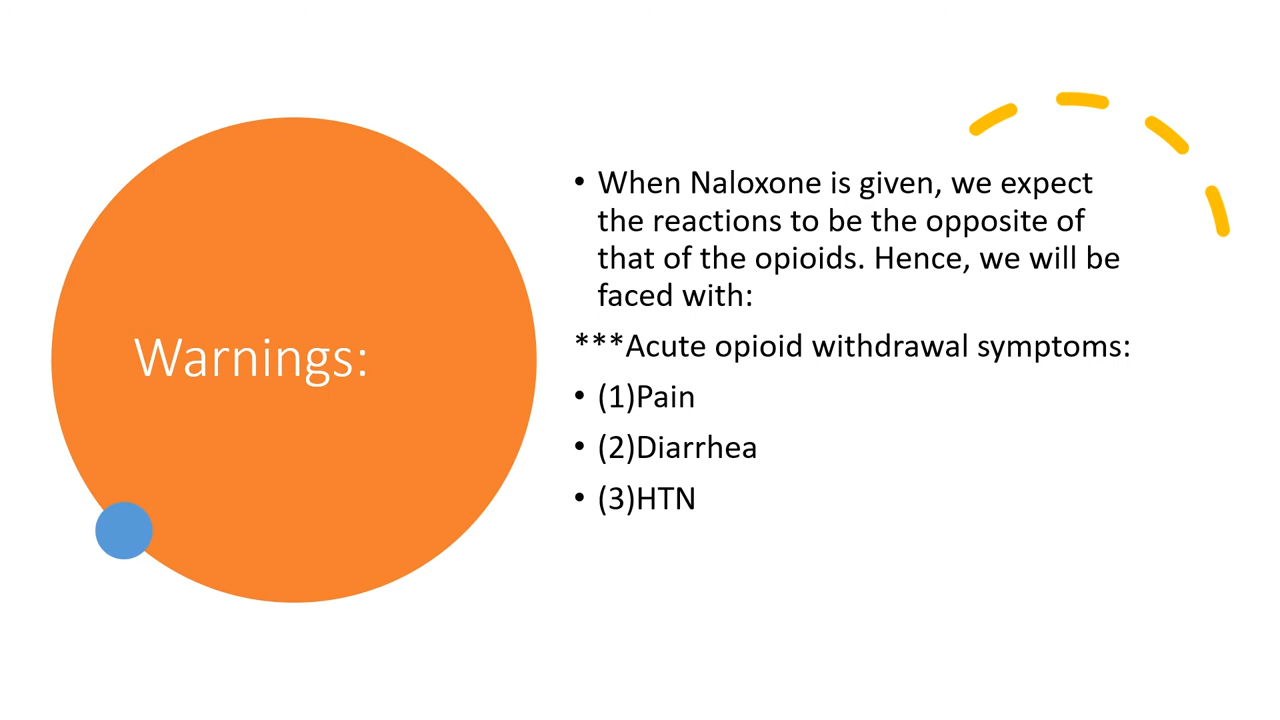 Warnings:
• When Naloxone is given, we expect
the reactions to be the opposite of
that of the opioids. Hence, we will be
faced with:
***Acute opioid withdrawal symptoms:
• (1)Pain
• (2)Diarrhea
• (3)HTN